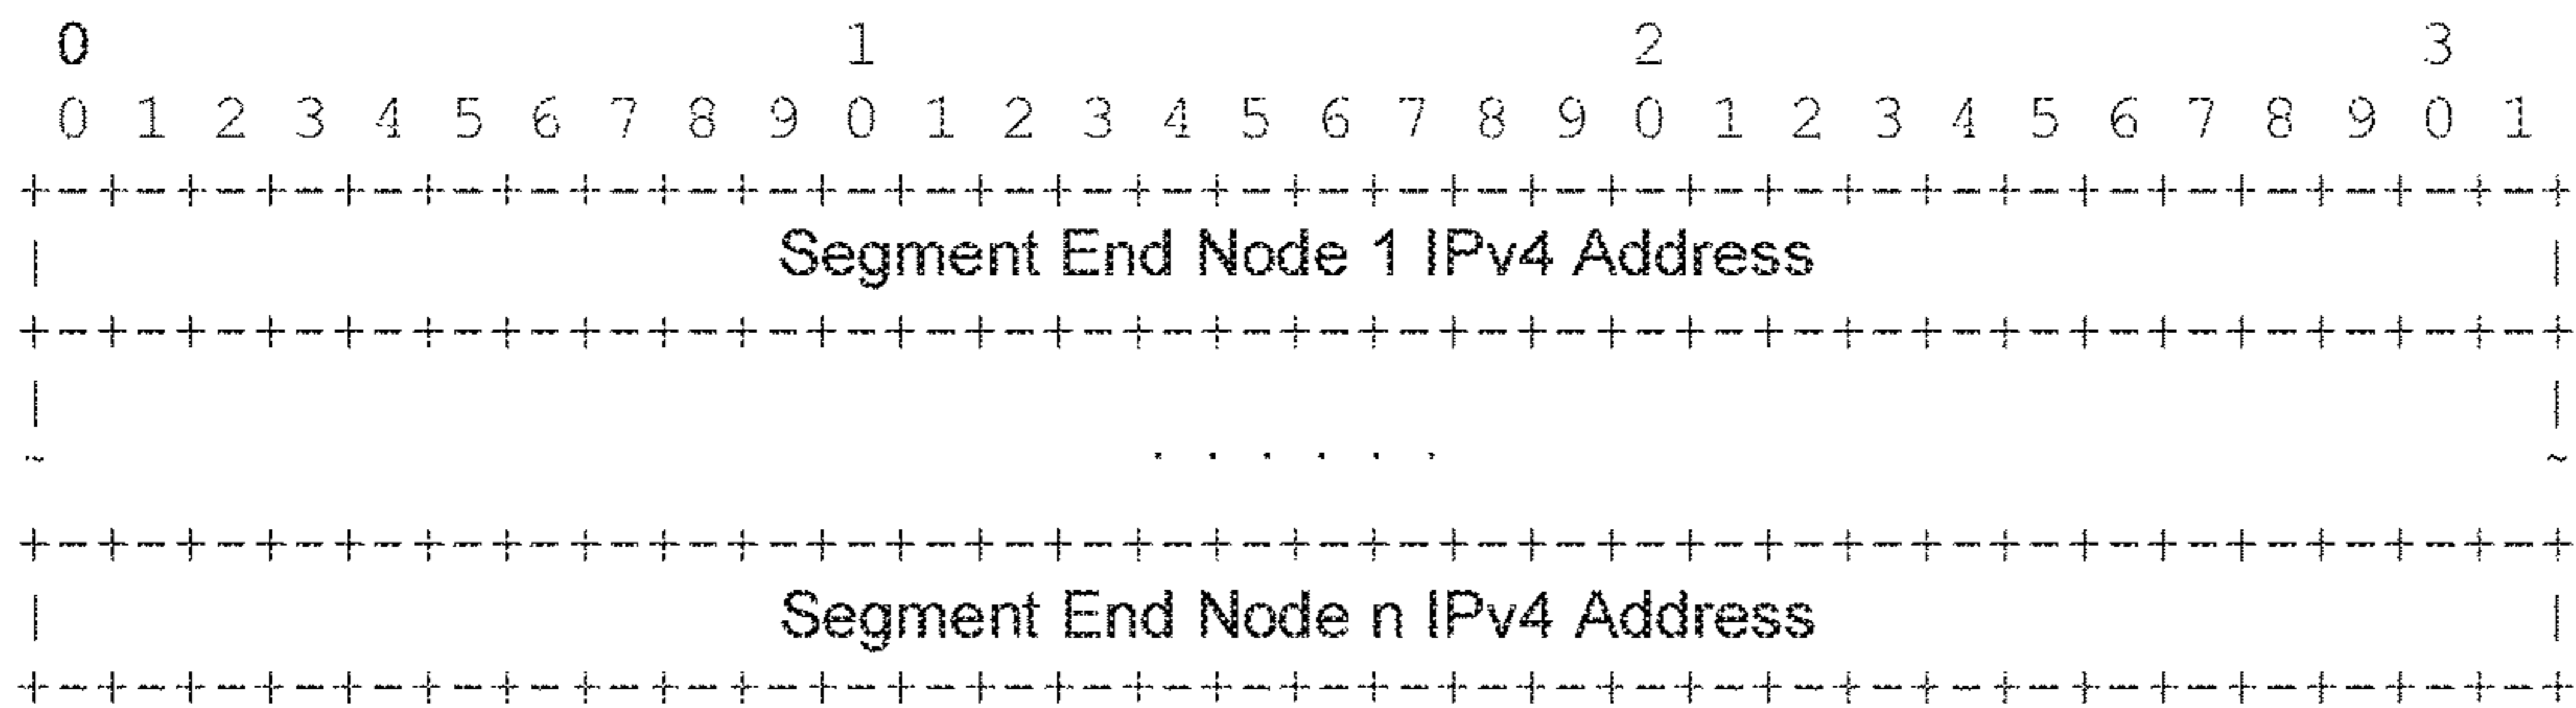 0 1 2 3
0 1 2 3 4 5 6 7 8 9 0 1 2 3 4 5 6 7 8 9 0 1 2 3 4 5 6 7 8 9 0 1
+-+-+-+-+-+-+-+-+-+-+-+-+-+-+-+-+-+-+-+-+-+-+-+-+-+-+-+-+-+-+-+-+
| Segment End Node 1 IPv4 Address |
+-+-+-+-+-+-+-+-+-+-+-+-+-+-+-+-+-+-+-+-+-+-+-+-+-+-+-+-+-+-+-+-+
| |
~ . . . . . . ~
+-+-+-+-+-+-+-+-+-+-+-+-+-+-+-+-+-+-+-+-+-+-+-+-+-+-+-+-+-+-+-+-+
| Segment End Node n IPv4 Address |
+-+-+-+-+-+-+-+-+-+-+-+-+-+-+-+-+-+-+-+-+-+-+-+-+-+-+-+-+-+-+-+-+